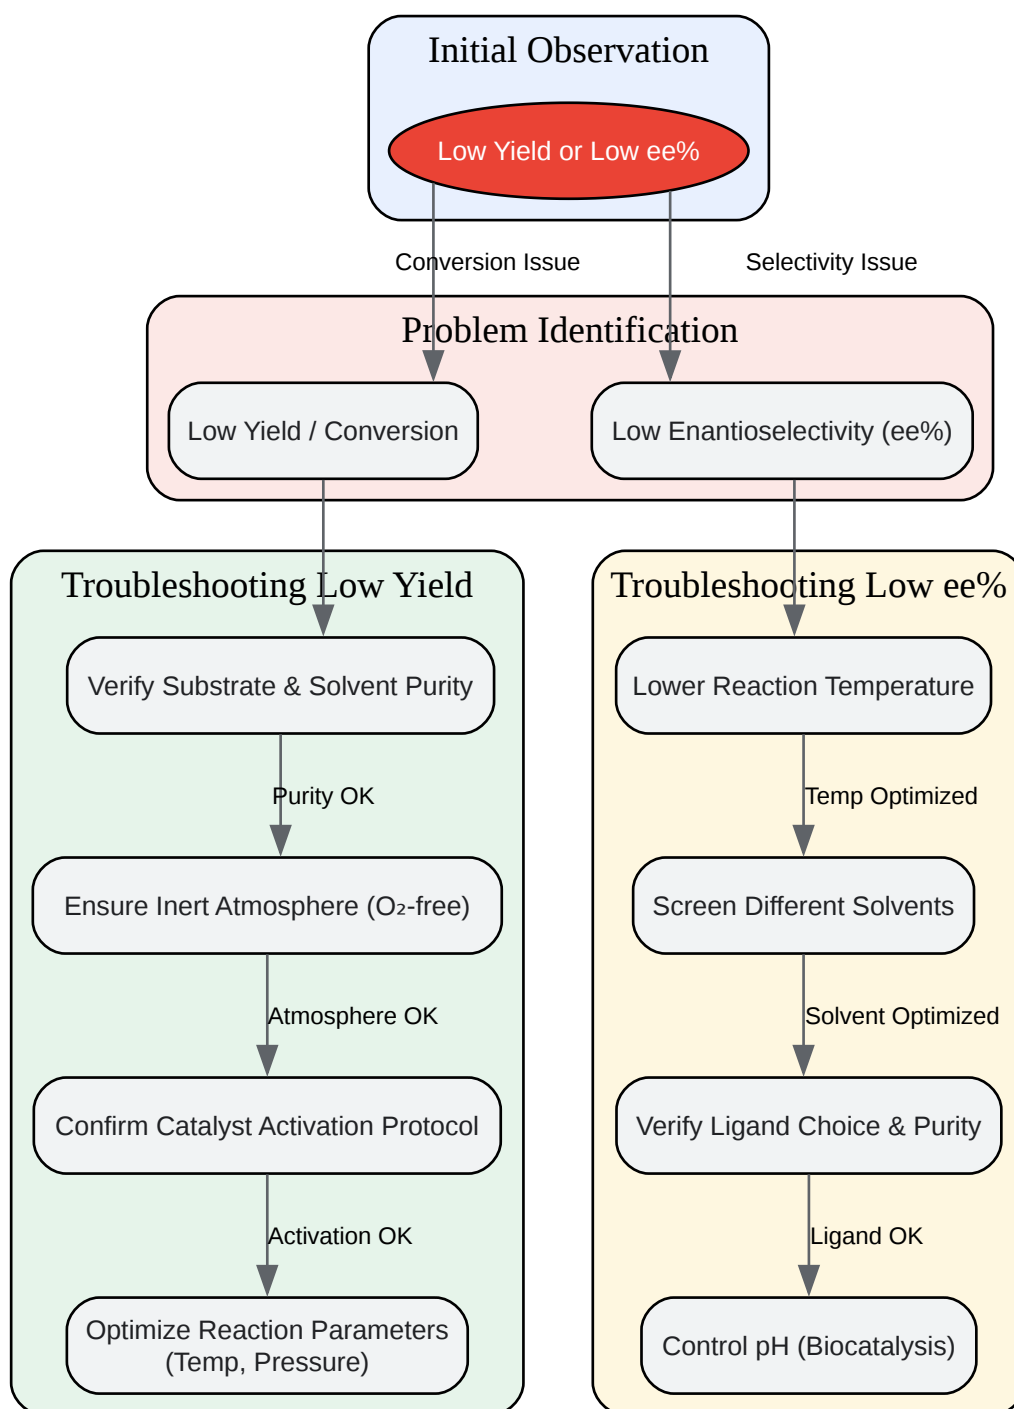 Initial Observation
Low Yield or Low ee%
Conversion Issue
Selectivity Issue
Problem Identification
Low Yield / Conversion
Low Enantioselectivity (ee%)
Troubleshooting Low Yield
Verify Substrate & Solvent Purity
Purity OK
Ensure Inert Atmosphere (O₂-free)
Atmosphere OK
Confirm Catalyst Activation Protocol
Activation OK
Optimize Reaction Parameters
(Temp, Pressure)
Troubleshooting Low ee%
Lower Reaction Temperature
Temp Optimized
Screen Different Solvents
Solvent Optimized
Verify Ligand Choice & Purity
Ligand OK
Control pH (Biocatalysis)